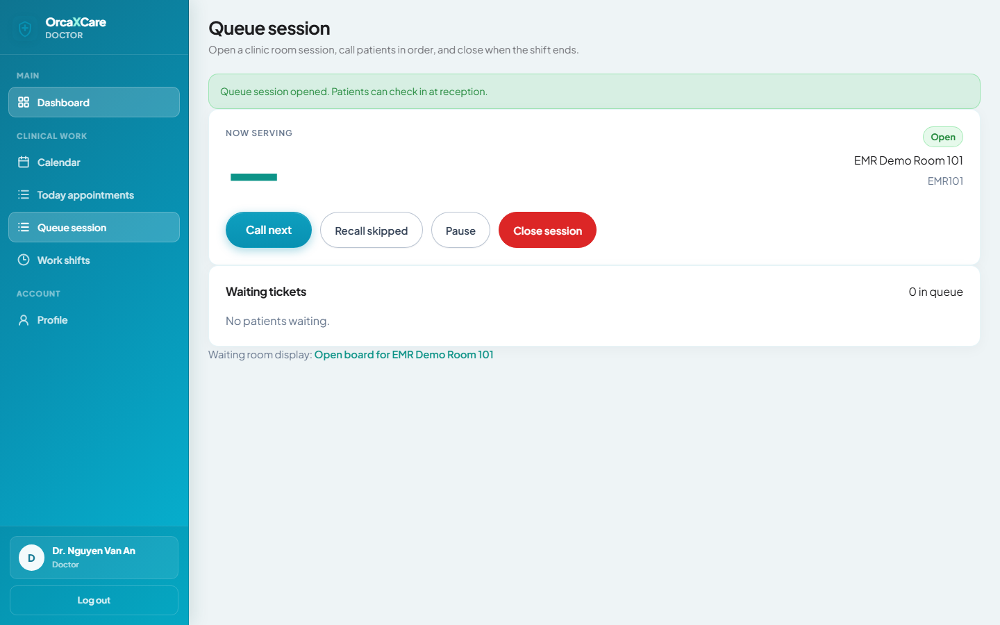 OrcaXCare
DOCTOR
MAIN
Dashboard
CLINICAL WORK
Calendar
Today appointments
Queue session
Work shifts
ACCOUNT
Profile
D
Dr. Nguyen Van An
Doctor
Log out
Queue session
Open a clinic room session, call patients in order, and close when the shift ends.
Queue session opened. Patients can check in at reception.
NOW SERVING
Open
EMR Demo Room 101
EMR101
—
Call next
Recall skipped
Pause
Close session
Waiting tickets
0 in queue
No patients waiting.
Waiting room display: Open board for EMR Demo Room 101